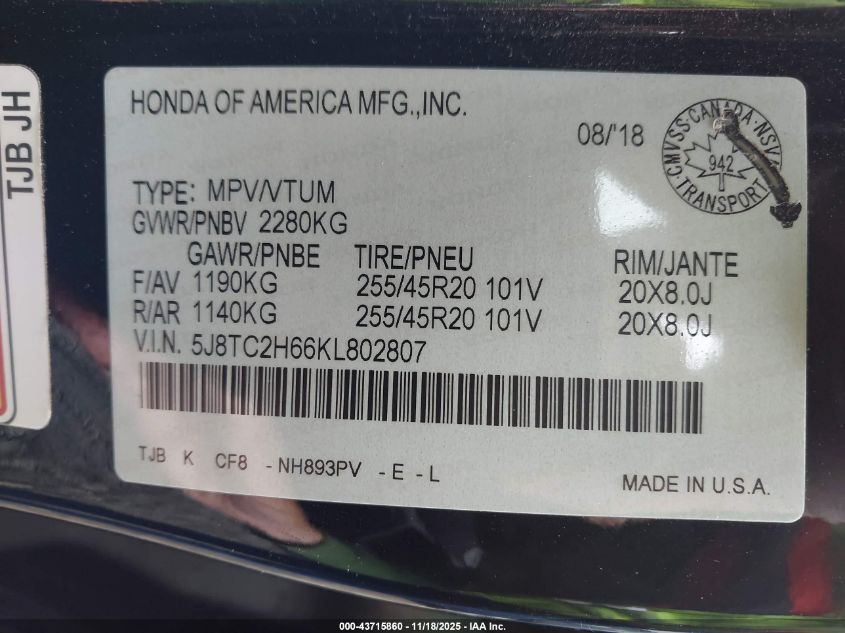 TJB JH
HONDA OF AMERICA MFG.,INC.
08/'18
CMVSS·CANADA·NSV
942
TRANSPORT
TYPE: MPV/VTUM
GVWR/PNBV 2280KG
GAWR/PNBE TIRE/PNEU RIM/JANTE
F/AV 1190KG 255/45R20 101V 20X8.0J
R/AR 1140KG 255/45R20 101V 20X8.0J
V.I.N. 5J8TC2H66KL802807
TJB K CF8 -NH893PV -E -L
MADE IN U.S.A.
000-43715860 - 11/18/2025 - IAA Inc.